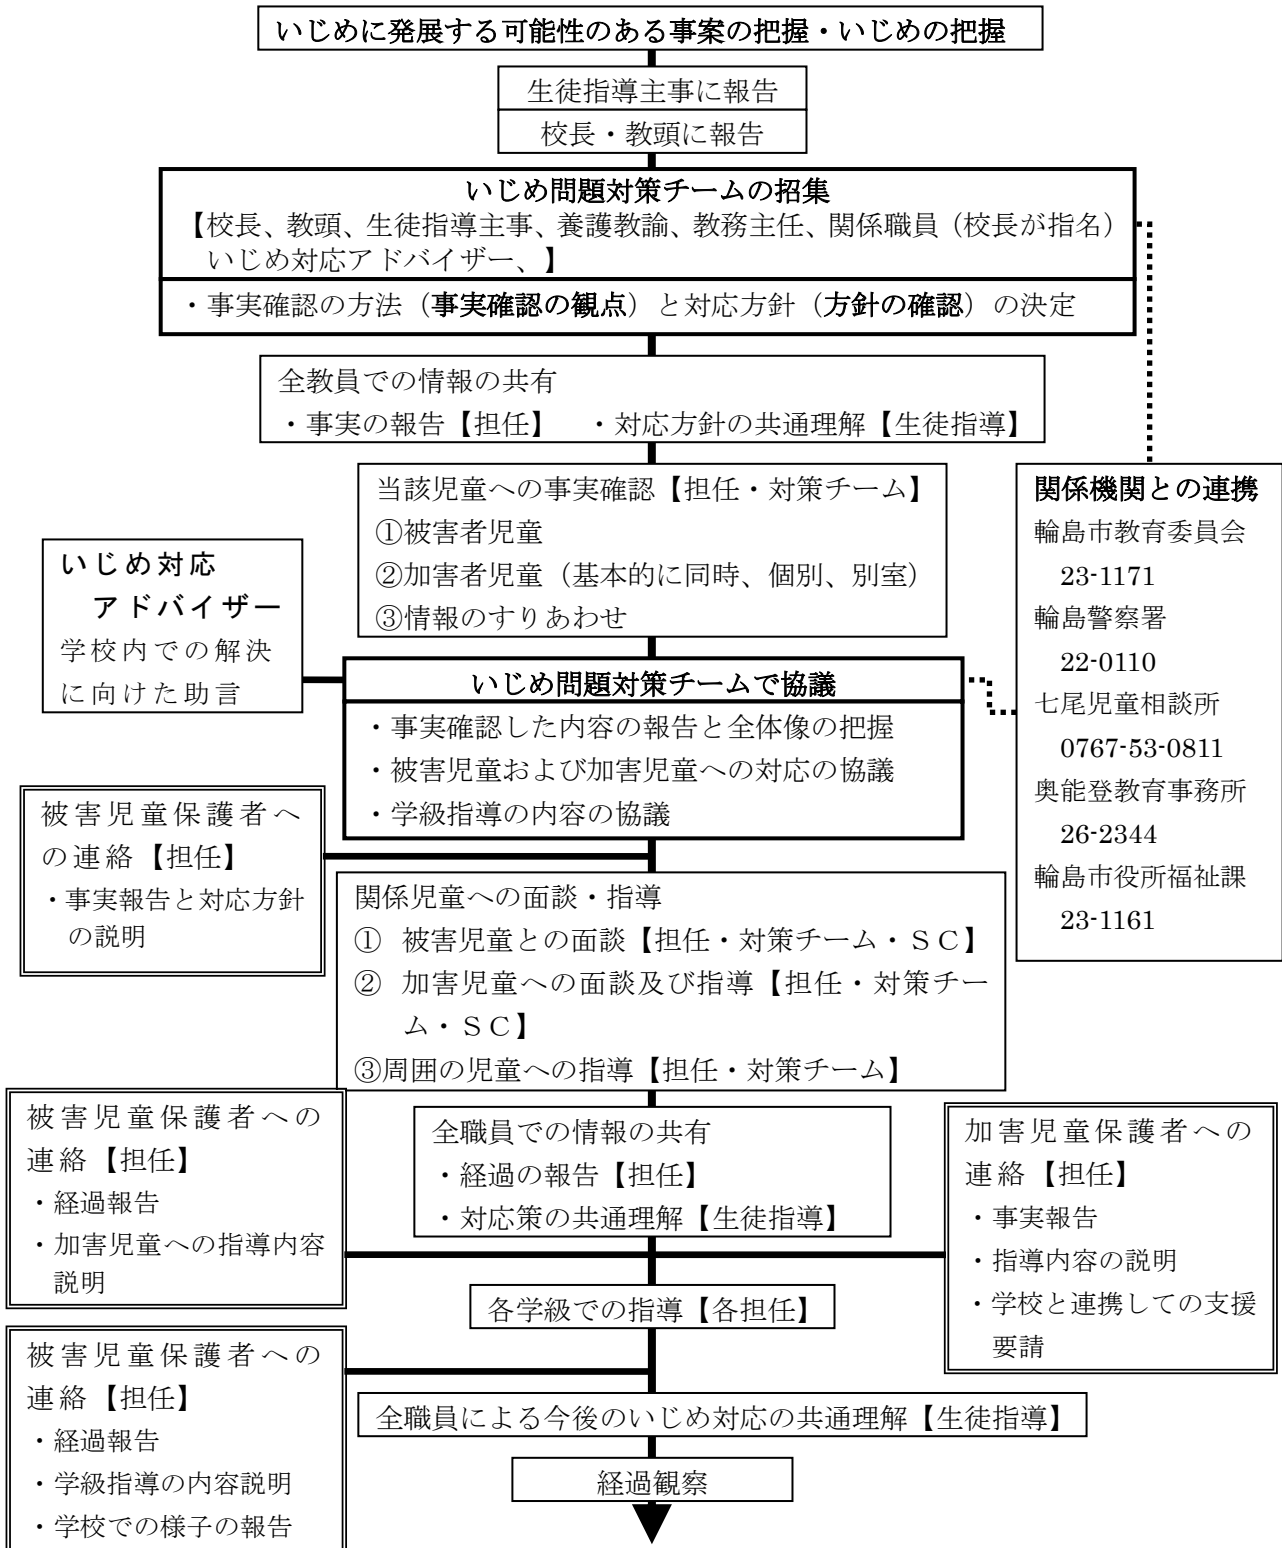 いじめに発展する可能性のある事案の把握・いじめの把握
生徒指導主事に報告
校長・教頭に報告
いじめ問題対策チームの招集
【校長、教頭、生徒指導主事、養護教諭、教務主任、関係職員（校長が指名）
いじめ対応アドバイザー、】
・事実確認の方法（事実確認の観点）と対応方針（方針の確認）の決定
全教員での情報の共有
・事実の報告【担任】　・対応方針の共通理解【生徒指導】
当該児童への事実確認【担任・対策チーム】
①被害者児童
②加害者児童（基本的に同時、個別、別室）
③情報のすりあわせ
いじめ対応
アドバイザー
学校内での解決
に向けた助言
関係機関との連携
輪島市教育委員会
23-1171
輪島警察署
22-0110
七尾児童相談所
0767-53-0811
奥能登教育事務所
26-2344
輪島市役所福祉課
23-1161
いじめ問題対策チームで協議
・事実確認した内容の報告と全体像の把握
・被害児童および加害児童への対応の協議
・学級指導の内容の協議
被害児童保護者へ
の連絡【担任】
・事実報告と対応方針
の説明
関係児童への面談・指導
①　被害児童との面談【担任・対策チーム・ＳＣ】
②　加害児童への面談及び指導【担任・対策チー
ム・ＳＣ】
③周囲の児童への指導【担任・対策チーム】
被害児童保護者への
連絡【担任】
・経過報告
・加害児童への指導内容
説明
全職員での情報の共有
・経過の報告【担任】
・対応策の共通理解【生徒指導】
加害児童保護者への
連絡【担任】
・事実報告
・指導内容の説明
・学校と連携しての支援
要請
各学級での指導【各担任】
被害児童保護者への
連絡【担任】
・経過報告
・学級指導の内容説明
・学校での様子の報告
全職員による今後のいじめ対応の共通理解【生徒指導】
経過観察